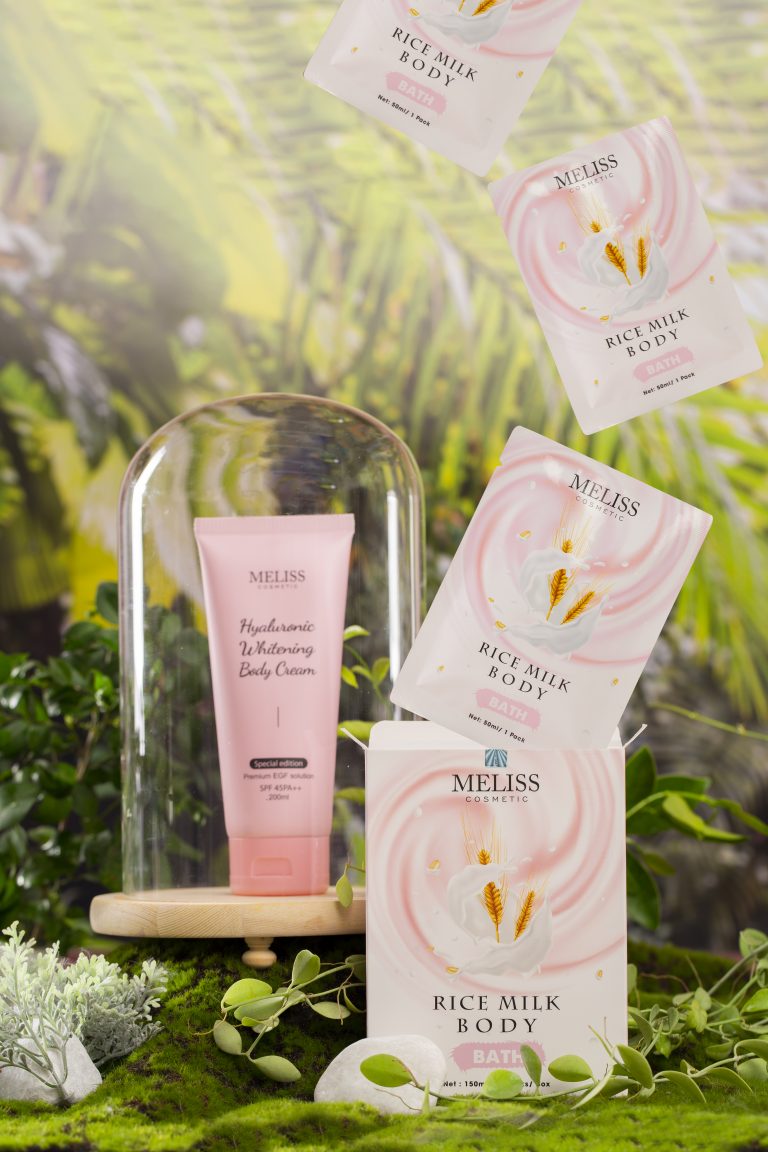 RICE MILK
BODY
BATH
Net: 50ml/ 1 Pack
MELISS
COSMETIC
RICE MILK
BODY
BATH
Net: 50ml/ 1 Pack
MELISS
COSMETIC
RICE MILK
BODY
BATH
Net: 50ml/ 1 Pack
MELISS
COSMETIC
Hyaluronic
Whitening
Body Cream
Special edition
Premium EGF solution
SPF 45PA++
200ml
MELISS
COSMETIC
RICE MILK
BODY
BATH
Net : 150m